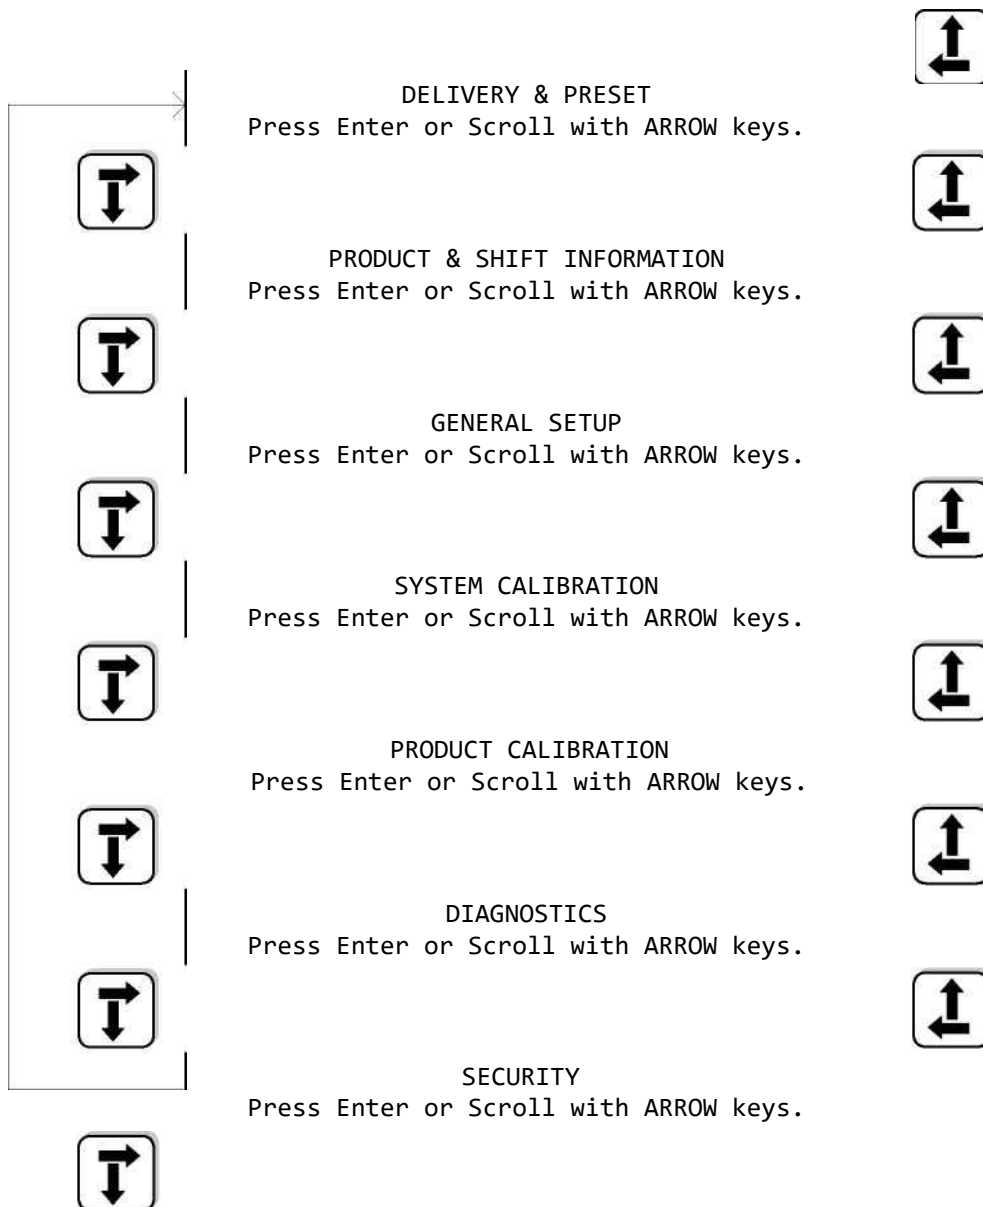 DELIVERY & PRESET
Press Enter or Scroll with ARROW keys.
PRODUCT & SHIFT INFORMATION
Press Enter or Scroll with ARROW keys.
GENERAL SETUP
Press Enter or Scroll with ARROW keys.
SYSTEM CALIBRATION
Press Enter or Scroll with ARROW keys.
PRODUCT CALIBRATION
Press Enter or Scroll with ARROW keys.
DIAGNOSTICS
Press Enter or Scroll with ARROW keys.
SECURITY
Press Enter or Scroll with ARROW keys.